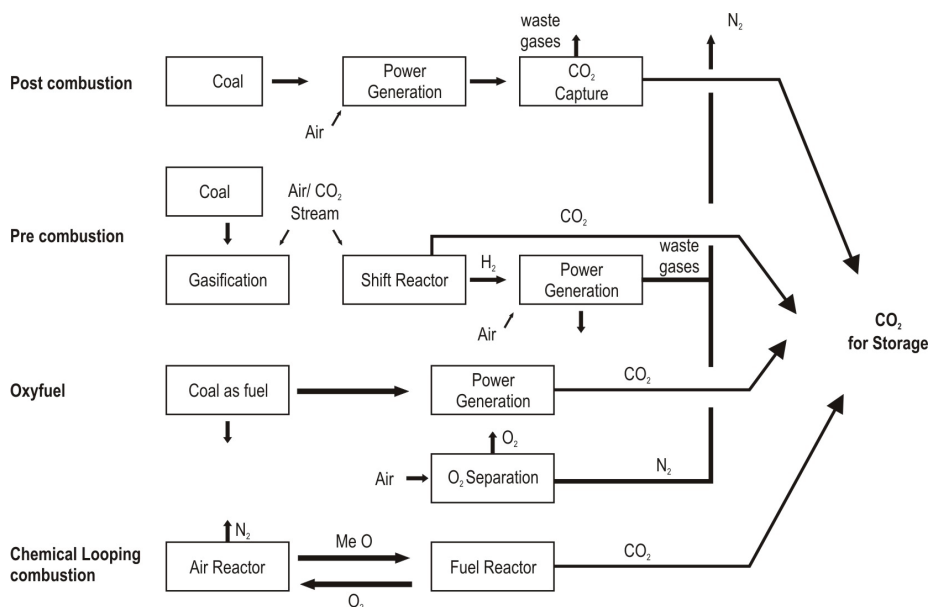 waste
gases
N₂
Post combustion
Coal
Power
Generation
CO₂
Capture
Air
Coal
Air/ CO₂
Stream
Pre combustion
CO₂
Gasification
Shift Reactor
H₂
Power
Generation
waste
gases
Air
CO₂
for Storage
Oxyfuel
Coal as fuel
Power
Generation
CO₂
O₂
Air
O₂ Separation
N₂
N₂
Chemical Looping
combustion
Air Reactor
Me O
Fuel Reactor
CO₂
O₂